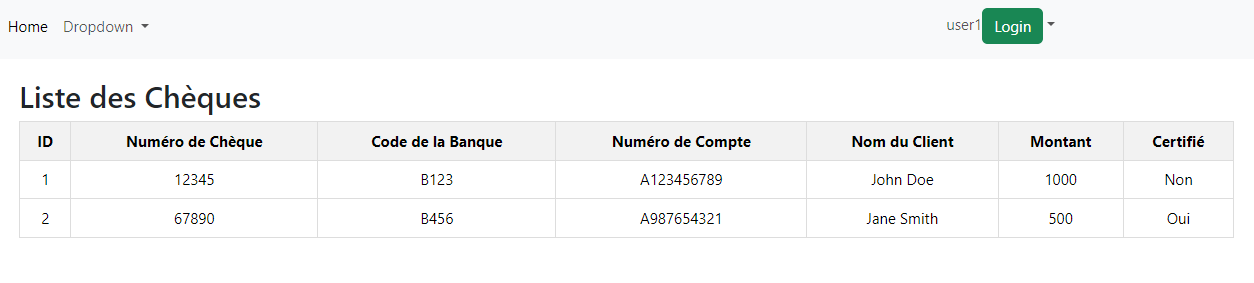 Home Dropdown user1 Login
Liste des Chèques
ID Numéro de Chèque Code de la Banque Numéro de Compte Nom du Client Montant Certifié
1 12345 B123 A123456789 John Doe 1000 Non
2 67890 B456 A987654321 Jane Smith 500 Oui